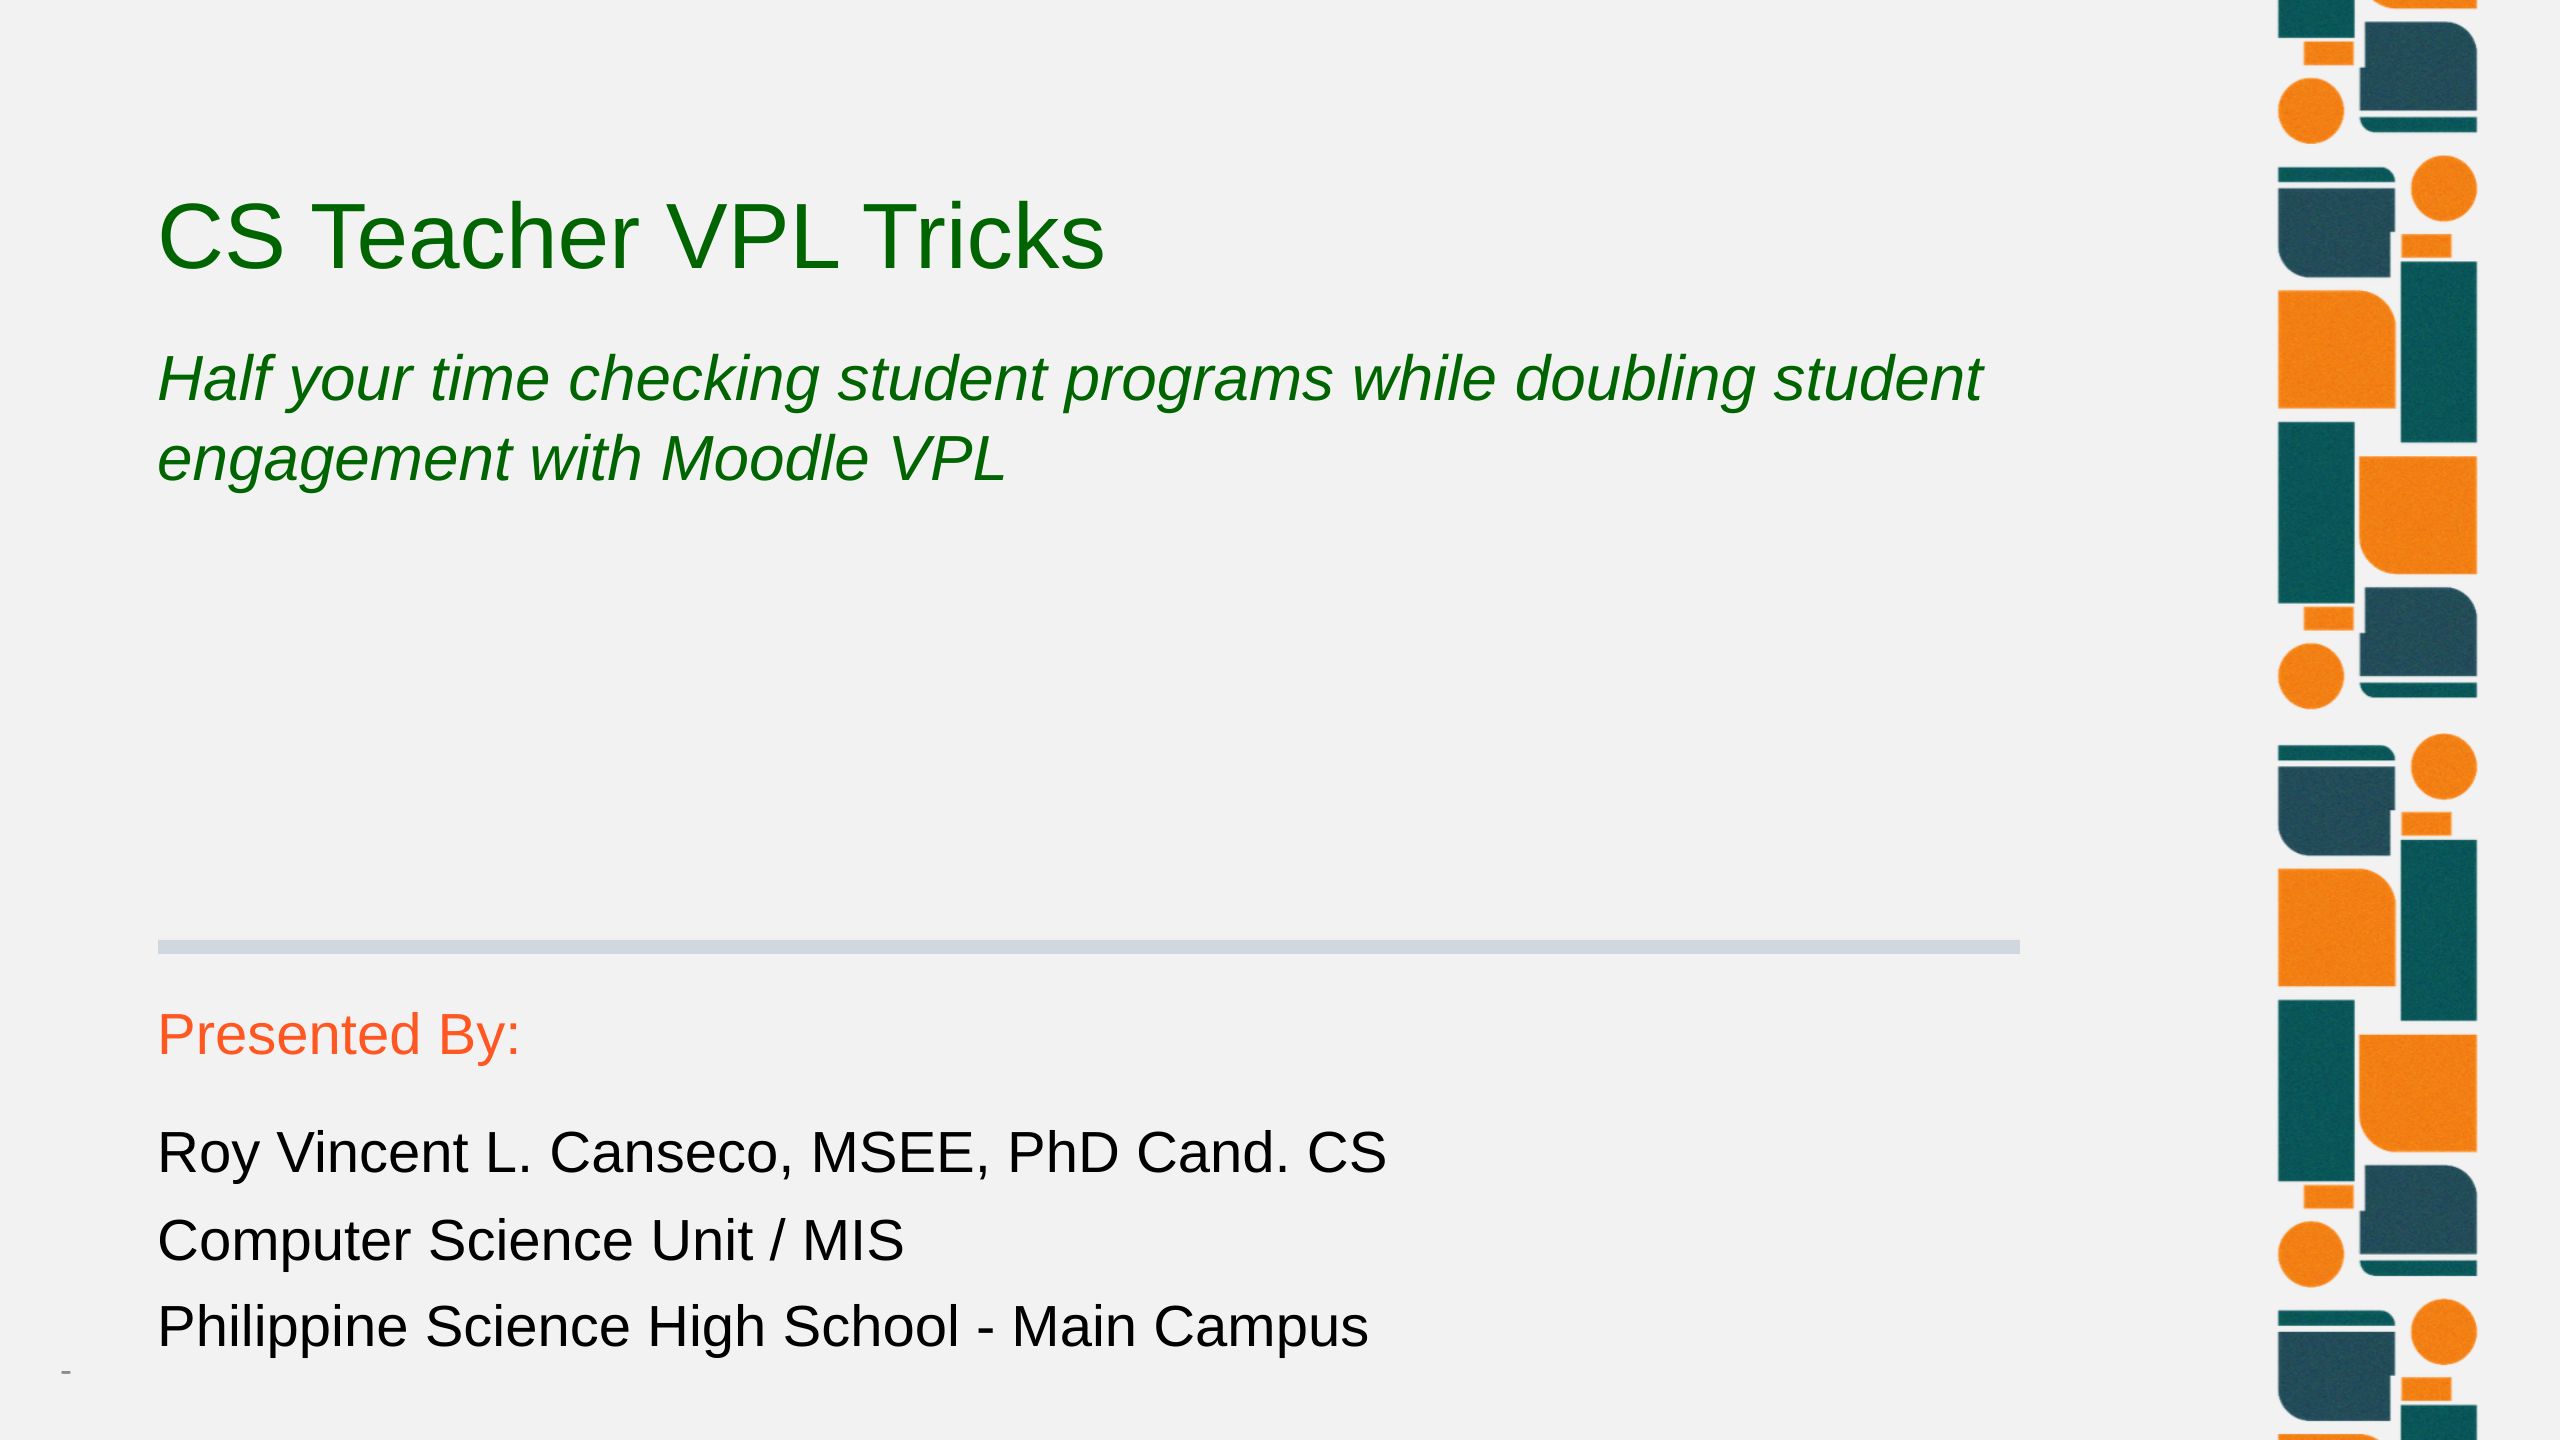 CS Teacher VPL Tricks
Half your time checking student programs while doubling student
engagement with Moodle VPL
Presented By:
Roy Vincent L. Canseco, MSEE, PhD Cand. CS
Computer Science Unit / MIS
Philippine Science High School - Main Campus
-